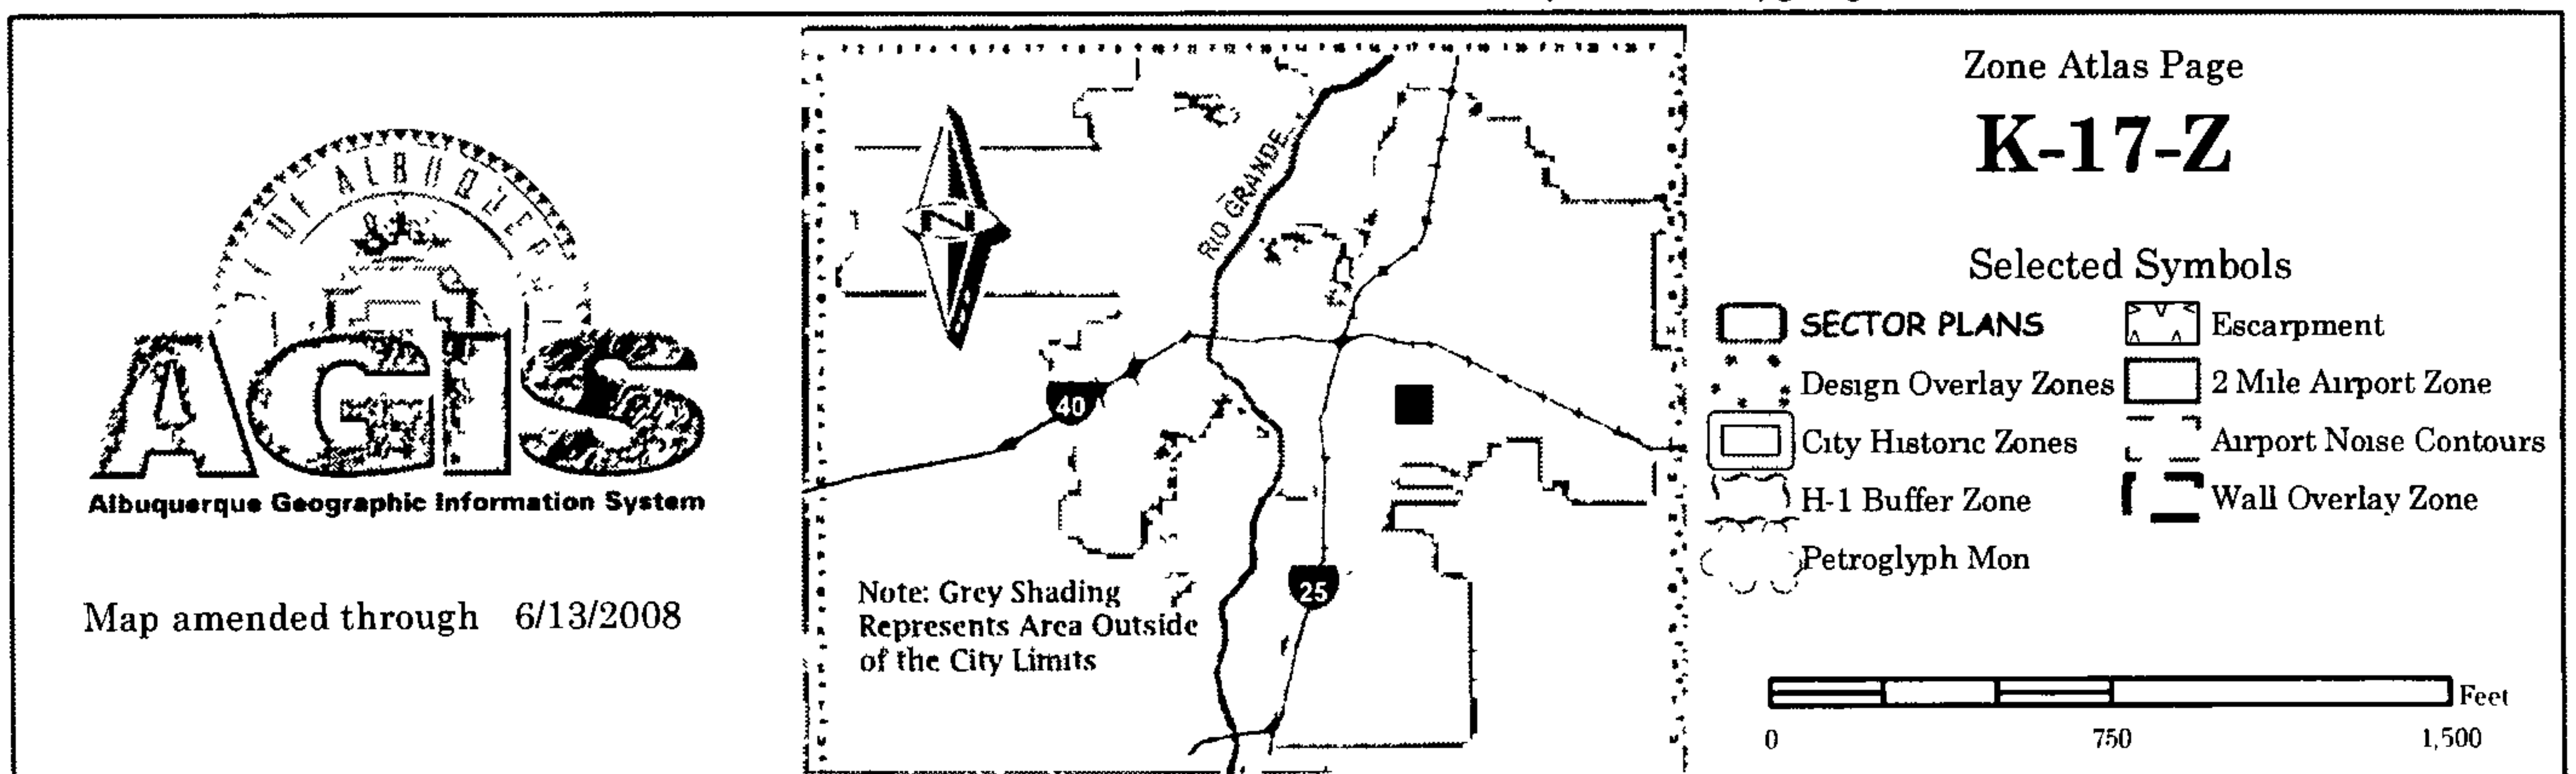 AGIS
Albuquerque Geographic Information System
Map amended through 6/13/2008
RIO GRANDE
N
40
25
Note: Grey Shading
Represents Area Outside
of the City Limits
Zone Atlas Page
K-17-Z
Selected Symbols
SECTOR PLANS
Design Overlay Zones
City Historic Zones
H-1 Buffer Zone
Petroglyph Mon
Escarpment
2 Mile Airport Zone
Airport Noise Contours
Wall Overlay Zone
Feet
0 750 1,500